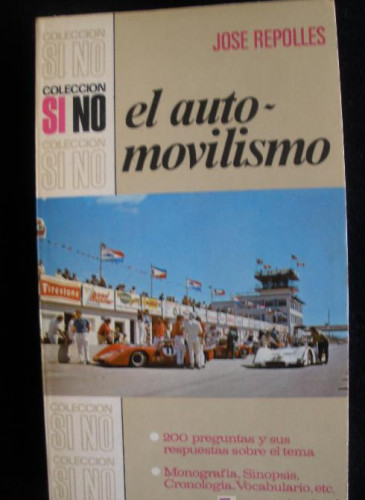 COLECCION
SI NO
COLECCION
SI NO
COLECCION
SI NO
JOSE REPOLLES
el auto-
movilismo
Firestone
COLECCION
SI NO
COLECCION
SI NO
200 preguntas y sus
respuestas sobre el tema
Monografía, Sinopsis,
Cronología, Vocabulario, etc.